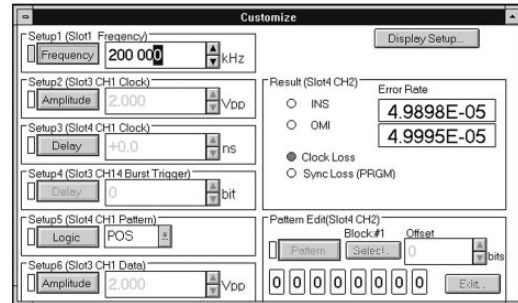 Customize
Setup1 (Slot1 Freqency)
Frequency 200 000 kHz
Setup2 (Slot3 CH1 Clock)
Amplitude 2.000 Vpp
Setup3 (Slot4 CH1 Clock)
Delay +0.0 ns
Setup4 (Slot3 CH14 Burst Trigger)
Delay 0 bit
Setup5 (Slot4 CH1 Pattern)
Logic POS
Setup6 (Slot3 CH1 Data)
Amplitude 2.000 Vpp
Display Setup...
Result (Slot4 CH2)
Error Rate
INS 4.9898E-05
OMI 4.9995E-05
Clock Loss
Sync Loss (PRGM)
Pattern Edit(Slot4 CH2)
Block:#1 Offset
Pattern Select.. 0 bits
0 0 0 0 0 0 0 0 Edit..